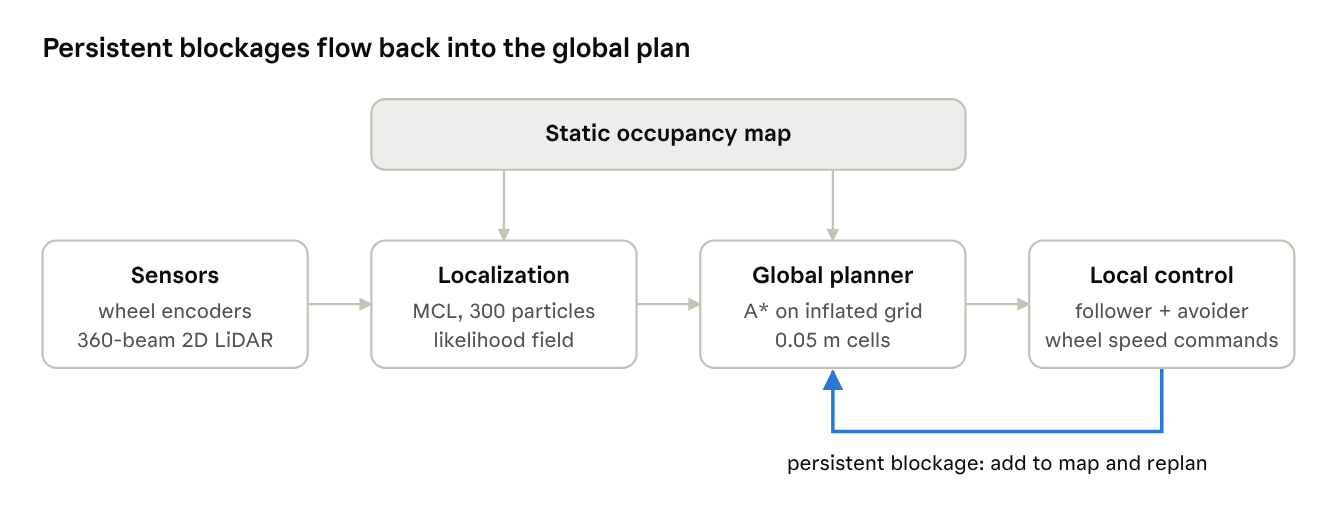 Persistent blockages flow back into the global plan
Static occupancy map
Sensors
wheel encoders
360-beam 2D LiDAR
Localization
MCL, 300 particles
likelihood field
Global planner
A* on inflated grid
0.05 m cells
Local control
follower + avoider
wheel speed commands
persistent blockage: add to map and replan